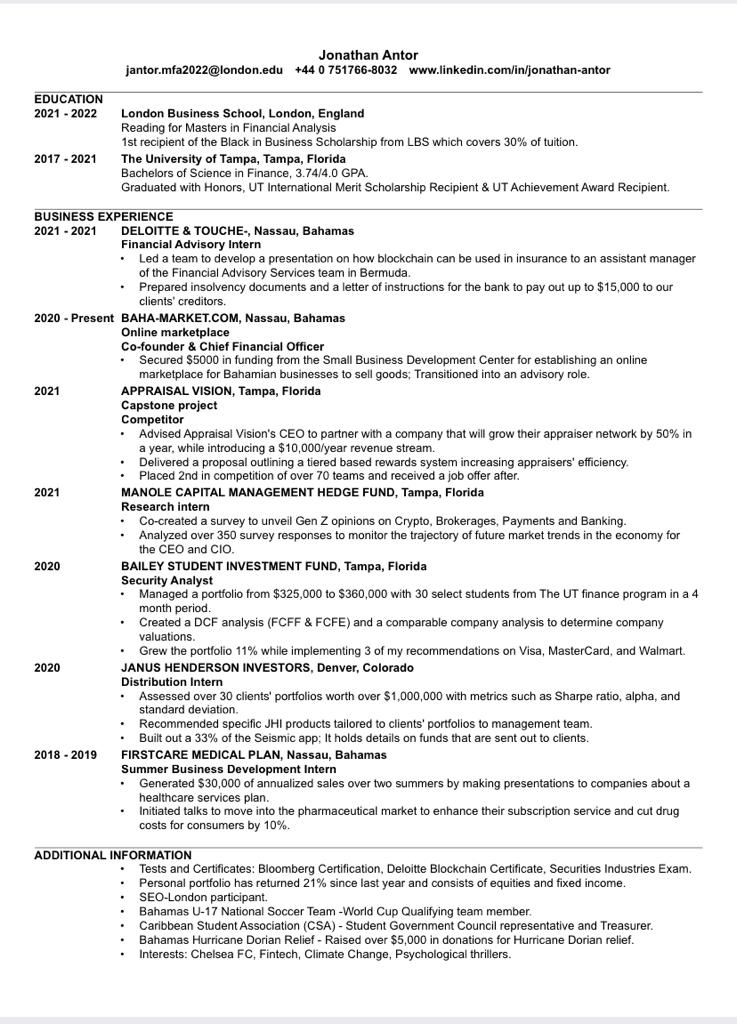 Jonathan Antor
jantor.mfa2022@london.edu +44 0 751766-8032 www.linkedin.com/in/jonathan-antor
EDUCATION
2021 - 2022 London Business School, London, England
Reading for Masters in Financial Analysis
1st recipient of the Black in Business Scholarship from LBS which covers 30% of tuition.
2017 - 2021 The University of Tampa, Tampa, Florida
Bachelors of Science in Finance, 3.74/4.0 GPA.
Graduated with Honors, UT International Merit Scholarship Recipient & UT Achievement Award Recipient.
BUSINESS EXPERIENCE
2021 - 2021 DELOITTE & TOUCHE-, Nassau, Bahamas
Financial Advisory Intern
• Led a team to develop a presentation on how blockchain can be used in insurance to an assistant manager
of the Financial Advisory Services team in Bermuda.
• Prepared insolvency documents and a letter of instructions for the bank to pay out up to $15,000 to our
clients' creditors.
2020 - Present BAHA-MARKET.COM, Nassau, Bahamas
Online marketplace
Co-founder & Chief Financial Officer
• Secured $5000 in funding from the Small Business Development Center for establishing an online
marketplace for Bahamian businesses to sell goods; Transitioned into an advisory role.
2021 APPRAISAL VISION, Tampa, Florida
Capstone project
Competitor
• Advised Appraisal Vision's CEO to partner with a company that will grow their appraiser network by 50% in
a year, while introducing a $10,000/year revenue stream.
• Delivered a proposal outlining a tiered based rewards system increasing appraisers' efficiency.
• Placed 2nd in competition of over 70 teams and received a job offer after.
2021 MANOLE CAPITAL MANAGEMENT HEDGE FUND, Tampa, Florida
Research intern
• Co-created a survey to unveil Gen Z opinions on Crypto, Brokerages, Payments and Banking.
• Analyzed over 350 survey responses to monitor the trajectory of future market trends in the economy for
the CEO and CIO.
2020 BAILEY STUDENT INVESTMENT FUND, Tampa, Florida
Security Analyst
• Managed a portfolio from $325,000 to $360,000 with 30 select students from The UT finance program in a 4
month period.
• Created a DCF analysis (FCFF & FCFE) and a comparable company analysis to determine company
valuations.
• Grew the portfolio 11% while implementing 3 of my recommendations on Visa, MasterCard, and Walmart.
2020 JANUS HENDERSON INVESTORS, Denver, Colorado
Distribution Intern
• Assessed over 30 clients' portfolios worth over $1,000,000 with metrics such as Sharpe ratio, alpha, and
standard deviation.
• Recommended specific JHI products tailored to clients' portfolios to management team.
• Built out a 33% of the Seismic app; It holds details on funds that are sent out to clients.
2018 - 2019 FIRSTCARE MEDICAL PLAN, Nassau, Bahamas
Summer Business Development Intern
• Generated $30,000 of annualized sales over two summers by making presentations to companies about a
healthcare services plan.
• Initiated talks to move into the pharmaceutical market to enhance their subscription service and cut drug
costs for consumers by 10%.
ADDITIONAL INFORMATION
• Tests and Certificates: Bloomberg Certification, Deloitte Blockchain Certificate, Securities Industries Exam.
• Personal portfolio has returned 21% since last year and consists of equities and fixed income.
• SEO-London participant.
• Bahamas U-17 National Soccer Team -World Cup Qualifying team member.
• Caribbean Student Association (CSA) - Student Government Council representative and Treasurer.
• Bahamas Hurricane Dorian Relief - Raised over $5,000 in donations for Hurricane Dorian relief.
• Interests: Chelsea FC, Fintech, Climate Change, Psychological thrillers.